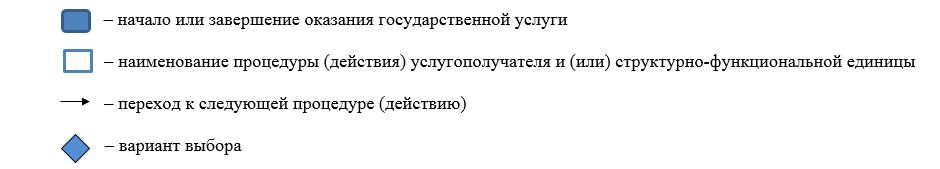 – начало или завершение оказания государственной услуги
– наименование процедуры (действия) услугополучателя и (или) структурно-функциональной единицы
– переход к следующей процедуре (действию)
– вариант выбора